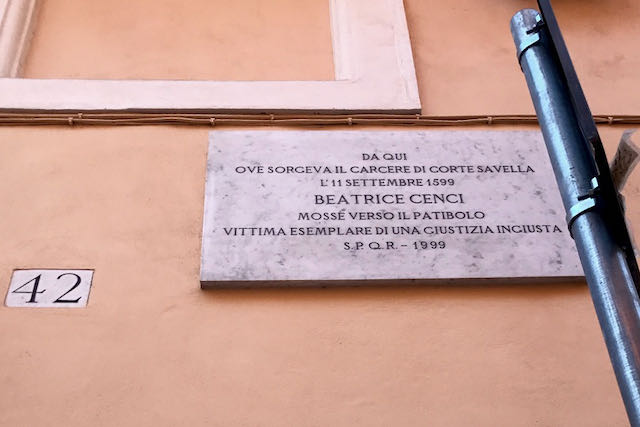 DA QUI
OVE SORGEVA IL CARCERE DI CORTE SAVELLA
L'11 SETTEMBRE 1599
BEATRICE CENCI
MOSSE VERSO IL PATIBOLO
VITTIMA ESEMPLARE DI UNA GIUSTIZIA INGIUSTA
S.P.Q.R. - 1999
42